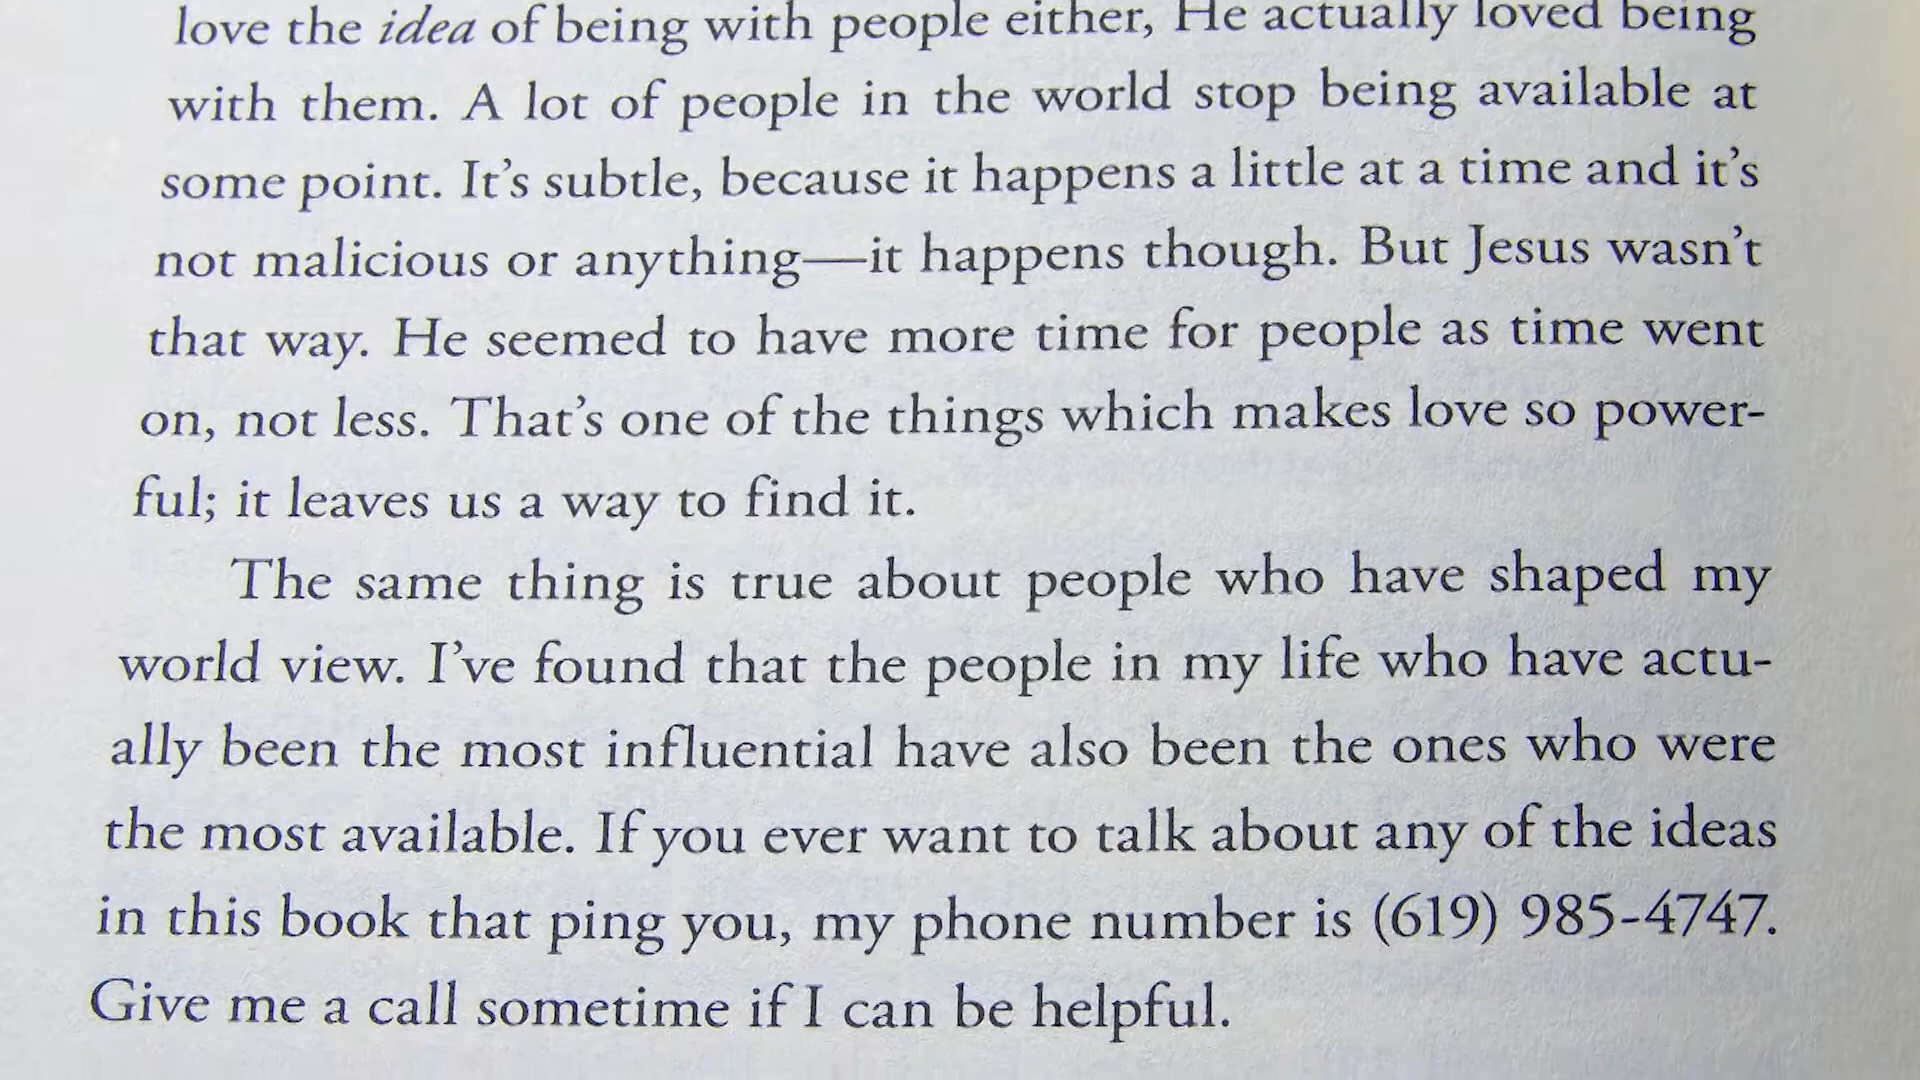 love the idea of being with people either, He actually loved being
with them. A lot of people in the world stop being available at
some point. It’s subtle, because it happens a little at a time and it’s
not malicious or anything—it happens though. But Jesus wasn’t
that way. He seemed to have more time for people as time went
on, not less. That’s one of the things which makes love so power-
ful; it leaves us a way to find it.
The same thing is true about people who have shaped my
world view. I’ve found that the people in my life who have actu-
ally been the most influential have also been the ones who were
the most available. If you ever want to talk about any of the ideas
in this book that ping you, my phone number is (619) 985-4747.
Give me a call sometime if I can be helpful.